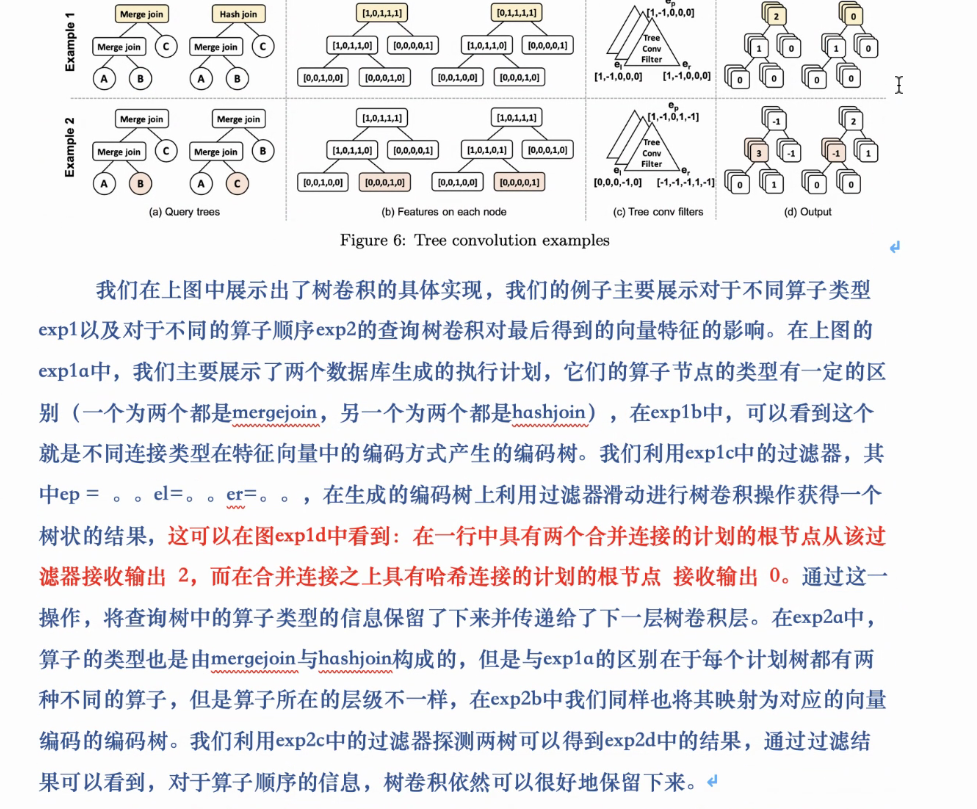 Example 1
Merge join
Hash join
[1,0,1,1,1]
[0,1,1,1,1]
[1,-1,0,0,0]
2
0
Merge join
C
Merge join
C
[1,0,1,1,0]
[0,0,0,0,1]
[1,0,1,1,0]
[0,0,0,0,1]
Tree
Conv
Filter
1
0
1
0
A
B
A
B
[0,0,1,0,0]
[0,0,0,1,0]
[0,0,1,0,0]
[0,0,0,1,0]
el
er
[1,-1,0,0,0]
[1,-1,0,0,0]
0
0
0
0
Example 2
Merge join
Merge join
[1,0,1,1,1]
[1,0,1,1,1]
ep
[1,-1,0,1,-1]
-1
2
Merge join
C
Merge join
B
[1,0,1,1,0]
[0,0,0,0,1]
[1,0,1,0,1]
[0,0,0,1,0]
Tree
Conv
Filter
3
-1
-1
1
A
B
A
C
[0,0,1,0,0]
[0,0,0,1,0]
[0,0,1,0,0]
[0,0,0,0,1]
el
er
[0,0,0,-1,0]
[-1,-1,-1,1,-1]
0
1
0
0
(a) Query trees
(b) Features on each node
(c) Tree conv filters
(d) Output
Figure 6: Tree convolution examples
我们在上图中展示出了树卷积的具体实现，我们的例子主要展示对于不同算子类型
exp1以及对于不同的算子顺序exp2的查询树卷积对最后得到的向量特征的影响。在上图的
exp1a中，我们主要展示了两个数据库生成的执行计划，它们的算子节点的类型有一定的区
别（一个为两个都是mergejoin，另一个为两个都是hashjoin），在exp1b中，可以看到这个
就是不同连接类型在特征向量中的编码方式产生的编码树。我们利用exp1c中的过滤器，其
中ep = 。。el=。。er=。。，在生成的编码树上利用过滤器滑动进行树卷积操作获得一个
树状的结果，这可以在图exp1d中看到：在一行中具有两个合并连接的计划的根节点从该过
滤器接收输出 2，而在合并连接之上具有哈希连接的计划的根节点 接收输出 0。通过这一
操作，将查询树中的算子类型的信息保留了下来并传递给了下一层树卷积层。在exp2a中，
算子的类型也是由mergejoin与hashjoin构成的，但是与exp1a的区别在于每个计划树都有两
种不同的算子，但是算子所在的层级不一样，在exp2b中我们同样也将其映射为对应的向量
编码的编码树。我们利用exp2c中的过滤器探测两树可以得到exp2d中的结果，通过过滤结
果可以看到，对于算子顺序的信息，树卷积依然可以很好地保留下来。